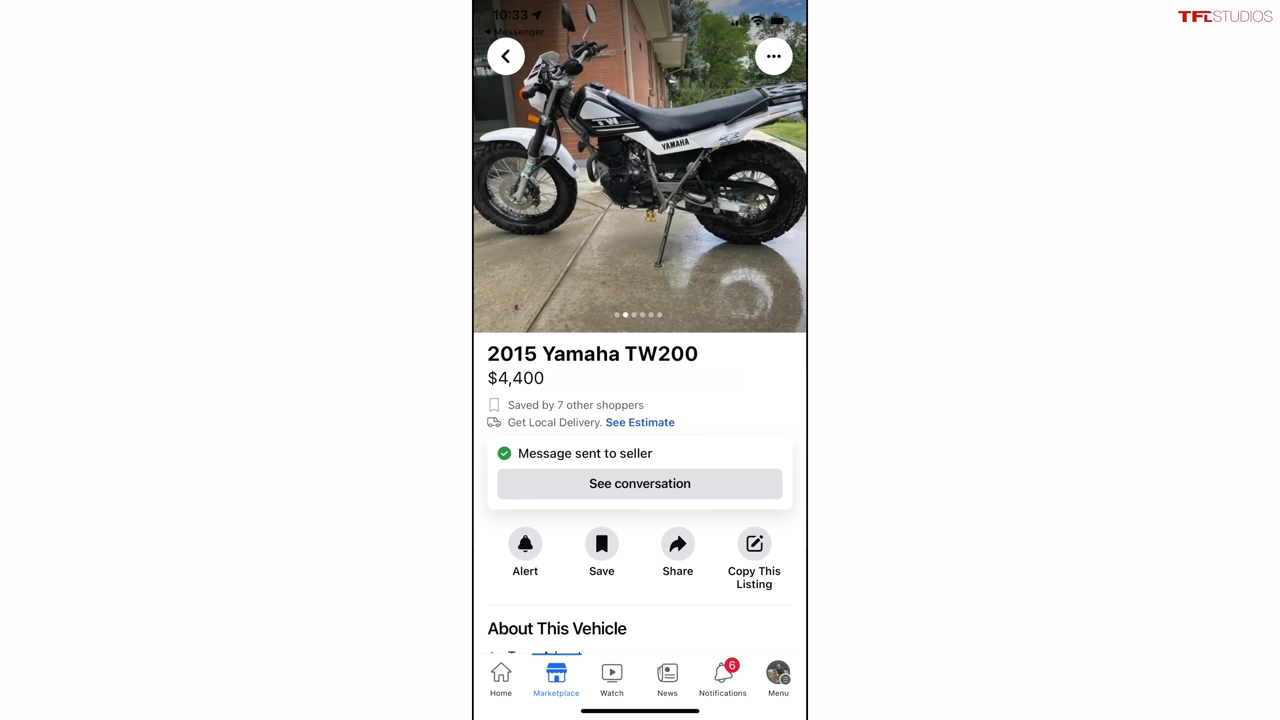 10:33
TFLSTUDIOS
Messenger
TW
YAMAHA
2015 Yamaha TW200
$4,400
Saved by 7 other shoppers
Get Local Delivery. See Estimate
Message sent to seller
See conversation
Alert
Save
Share
Copy This
Listing
About This Vehicle
6
Home
Marketplace
Watch
News
Notifications
Menu